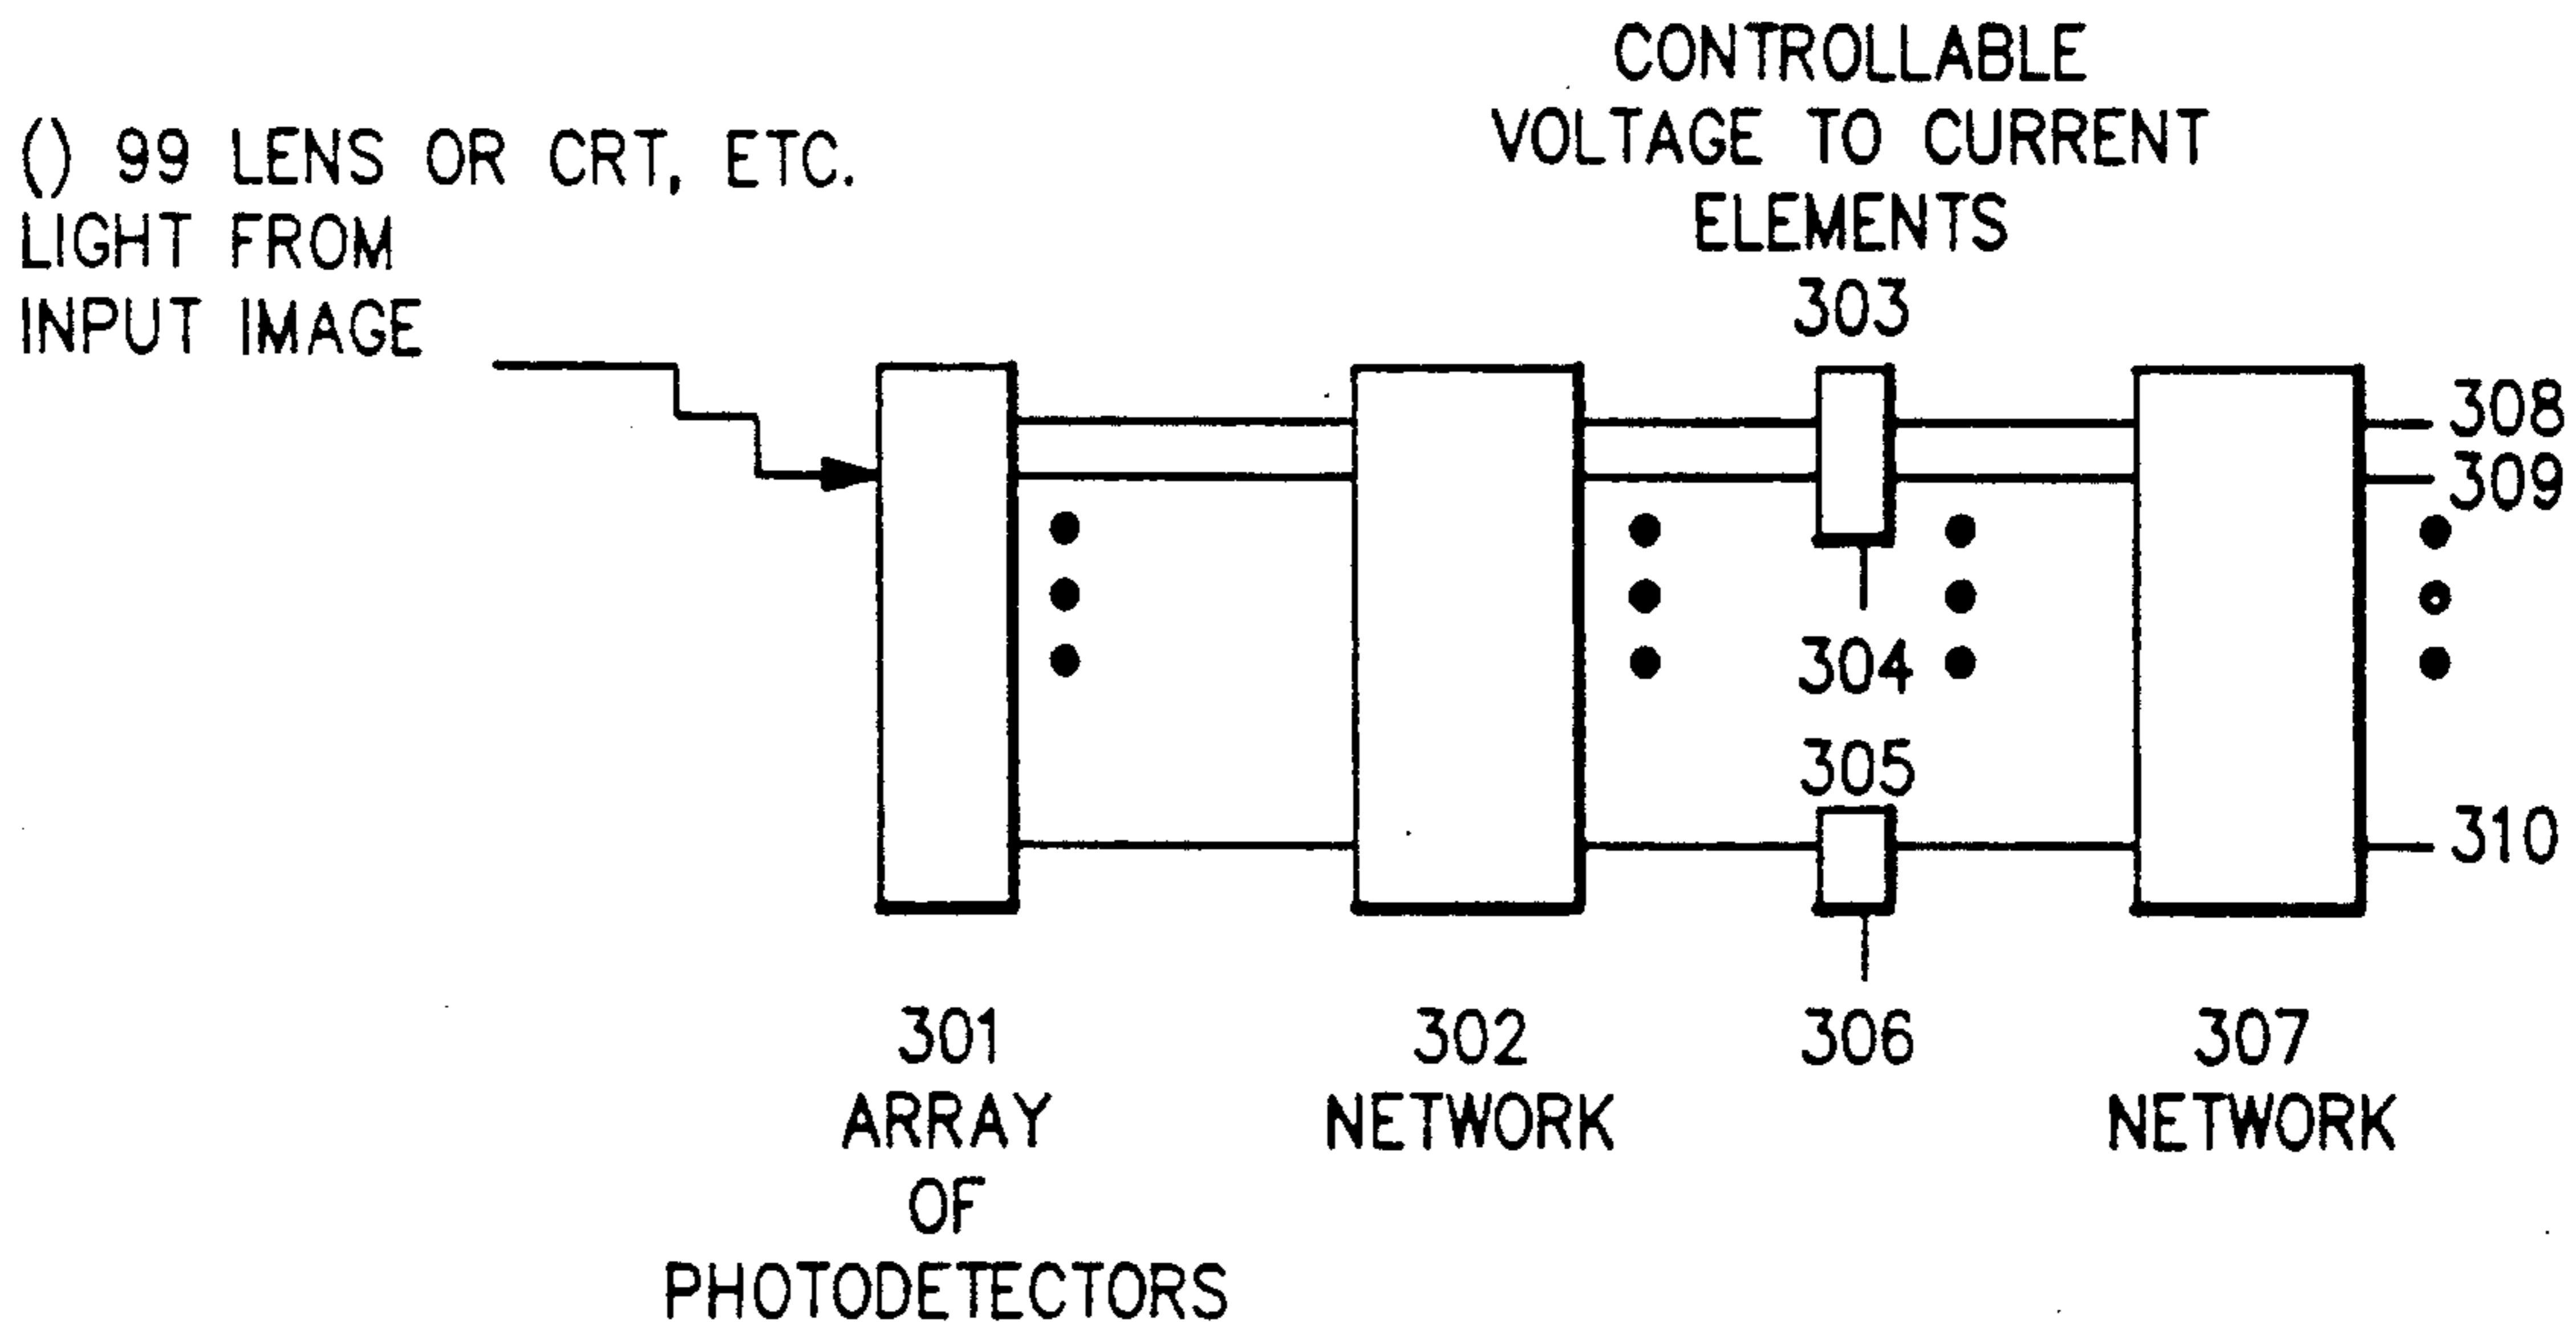 () 99 LENS OR CRT, ETC.
LIGHT FROM
INPUT IMAGE
CONTROLLABLE
VOLTAGE TO CURRENT
ELEMENTS
303
308
309
304
305
310
301
ARRAY
OF
PHOTODETECTORS
302
NETWORK
306
307
NETWORK